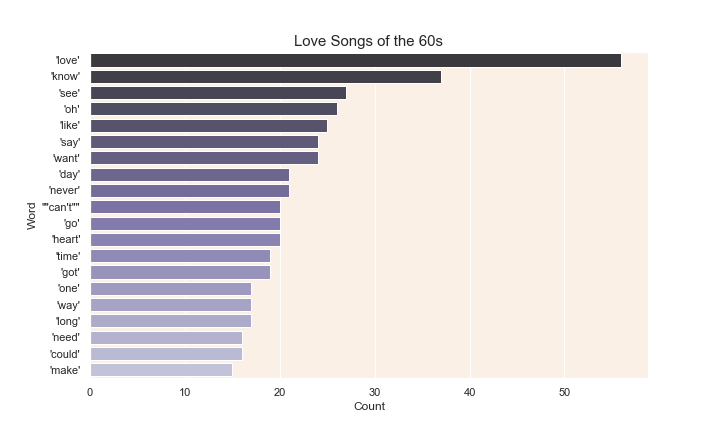 Love Songs of the 60s
'love'
'know'
'see'
'oh'
'like'
'say'
'want'
'day'
'never'
'"can't"'
'go'
'heart'
'time'
'got'
'one'
'way'
'long'
'need'
'could'
'make'
Word
0 10 20 30 40 50
Count